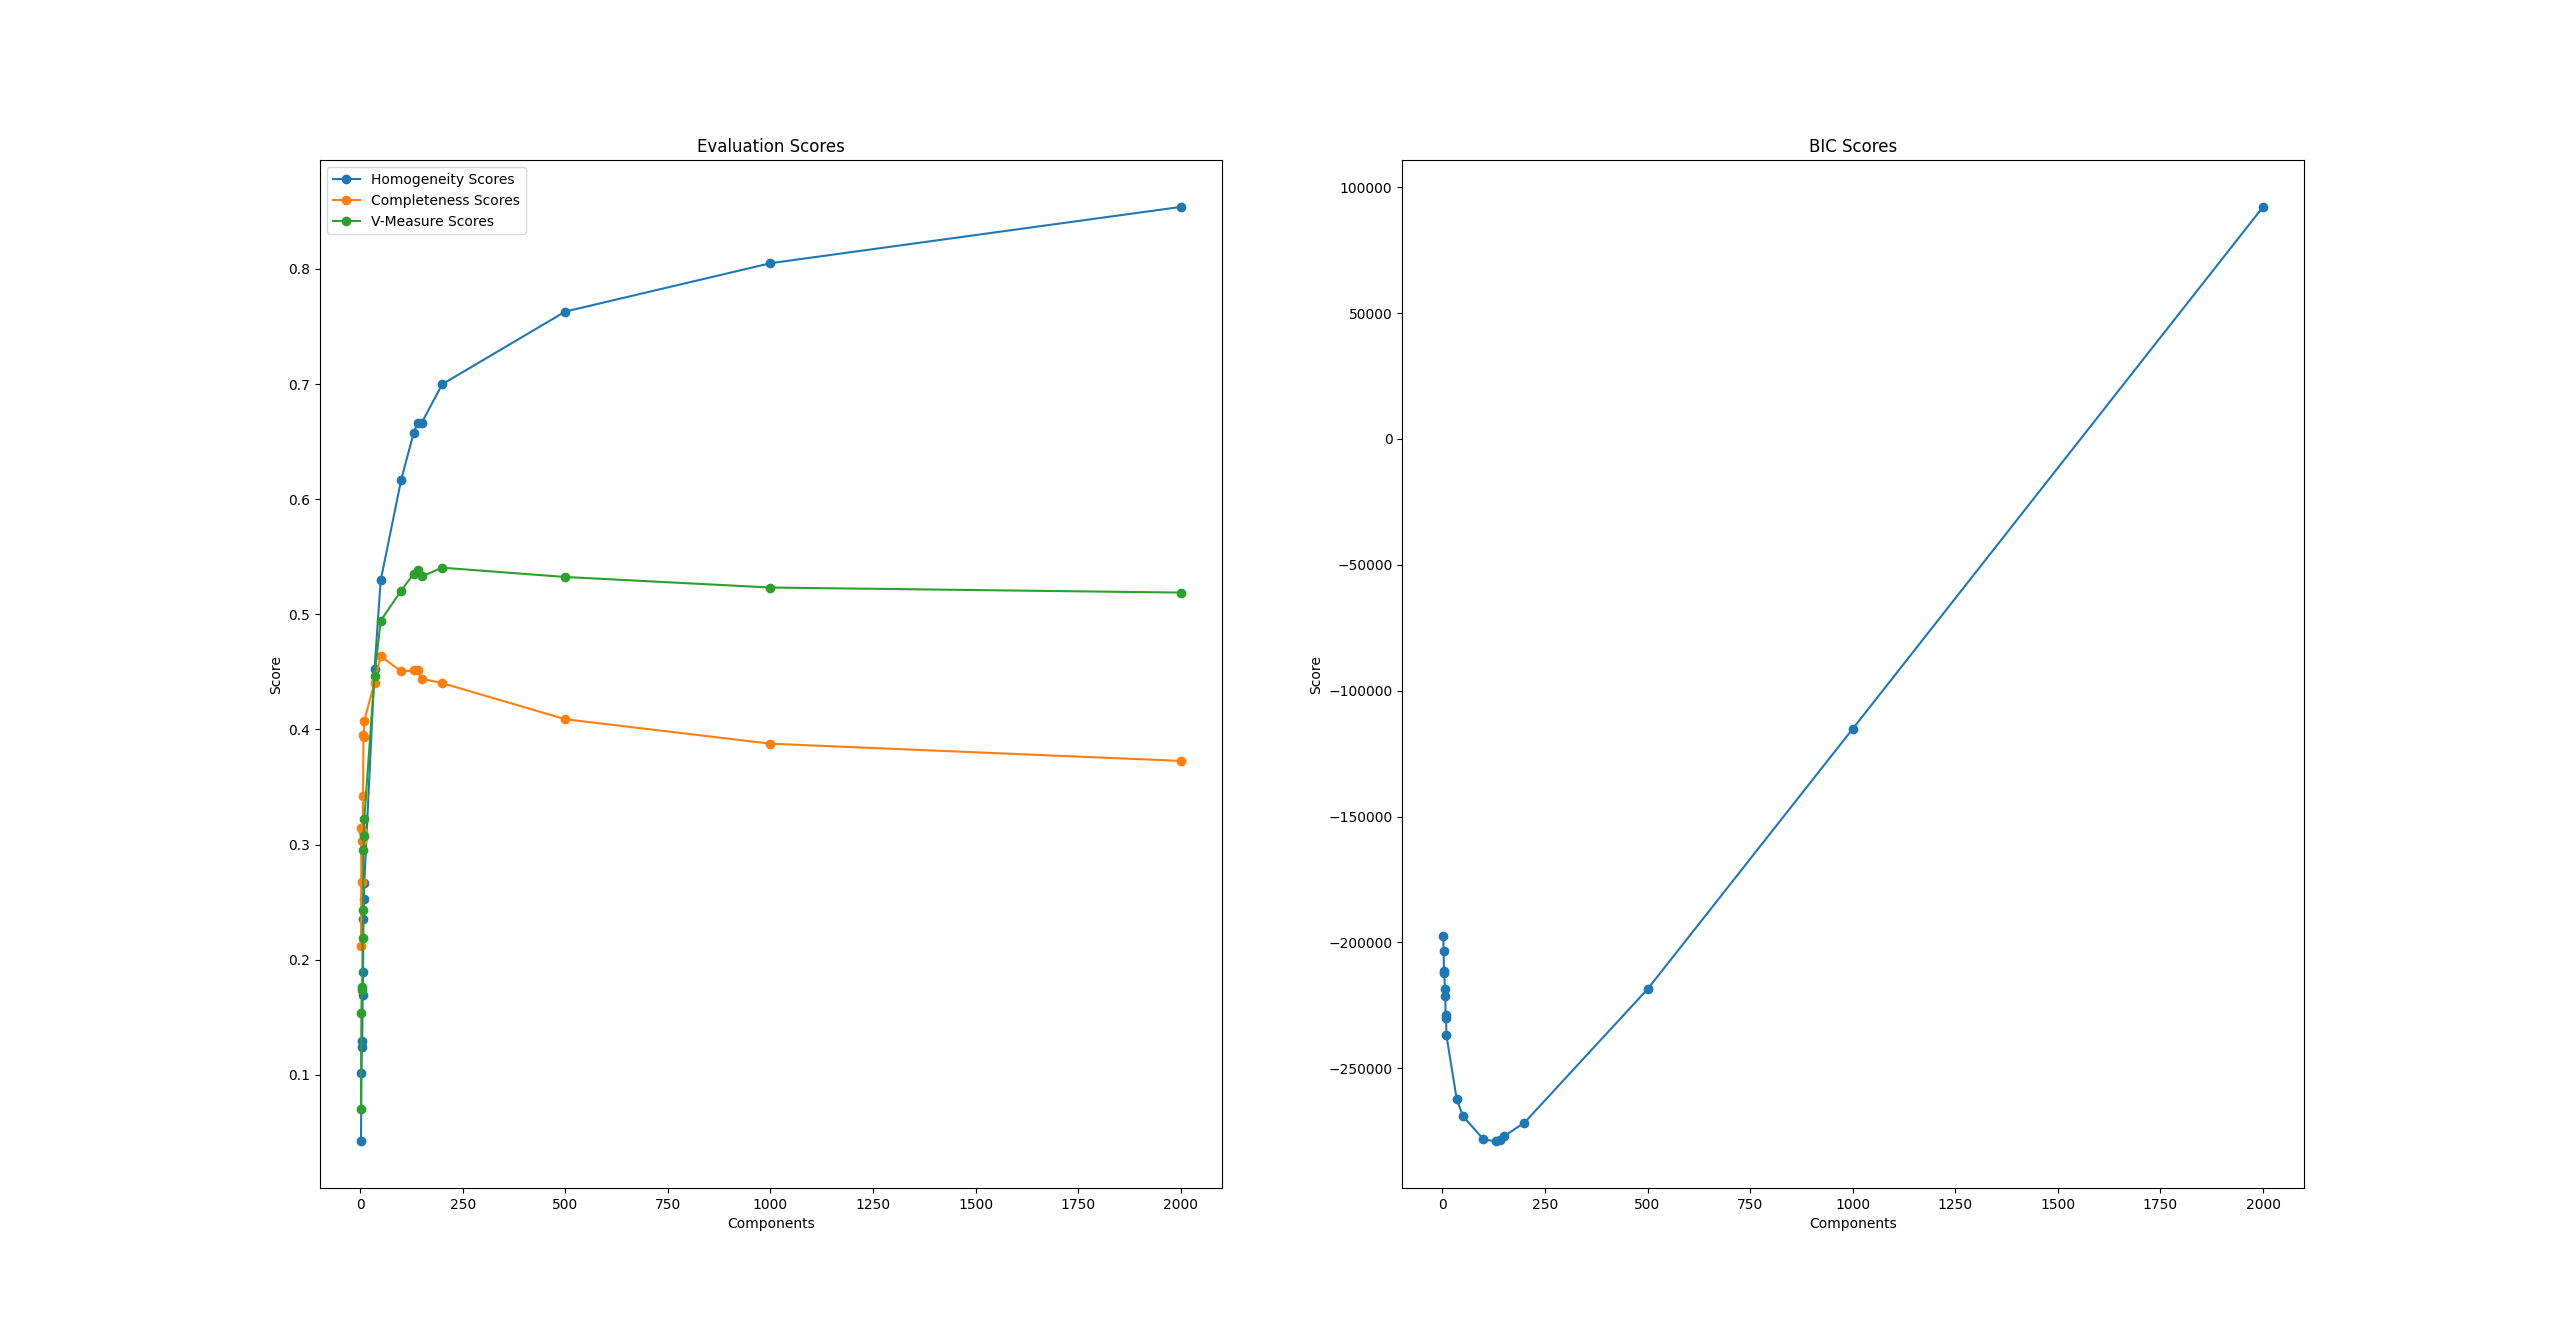 Evaluation Scores
Homogeneity Scores
Completeness Scores
V-Measure Scores
0.8
0.7
0.6
0.5
0.4
0.3
0.2
0.1
Score
0 250 500 750 1000 1250 1500 1750 2000
Components
BIC Scores
100000
50000
0
−50000
−100000
−150000
−200000
−250000
Score
0 250 500 750 1000 1250 1500 1750 2000
Components